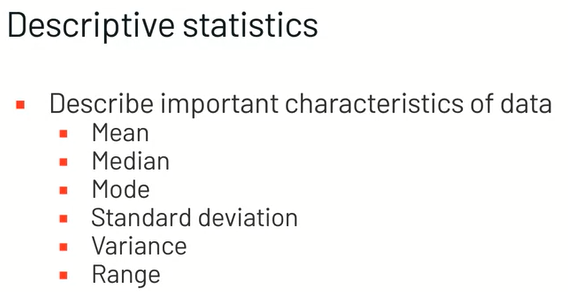 Descriptive statistics
▪ Describe important characteristics of data
▪ Mean
▪ Median
▪ Mode
▪ Standard deviation
▪ Variance
▪ Range